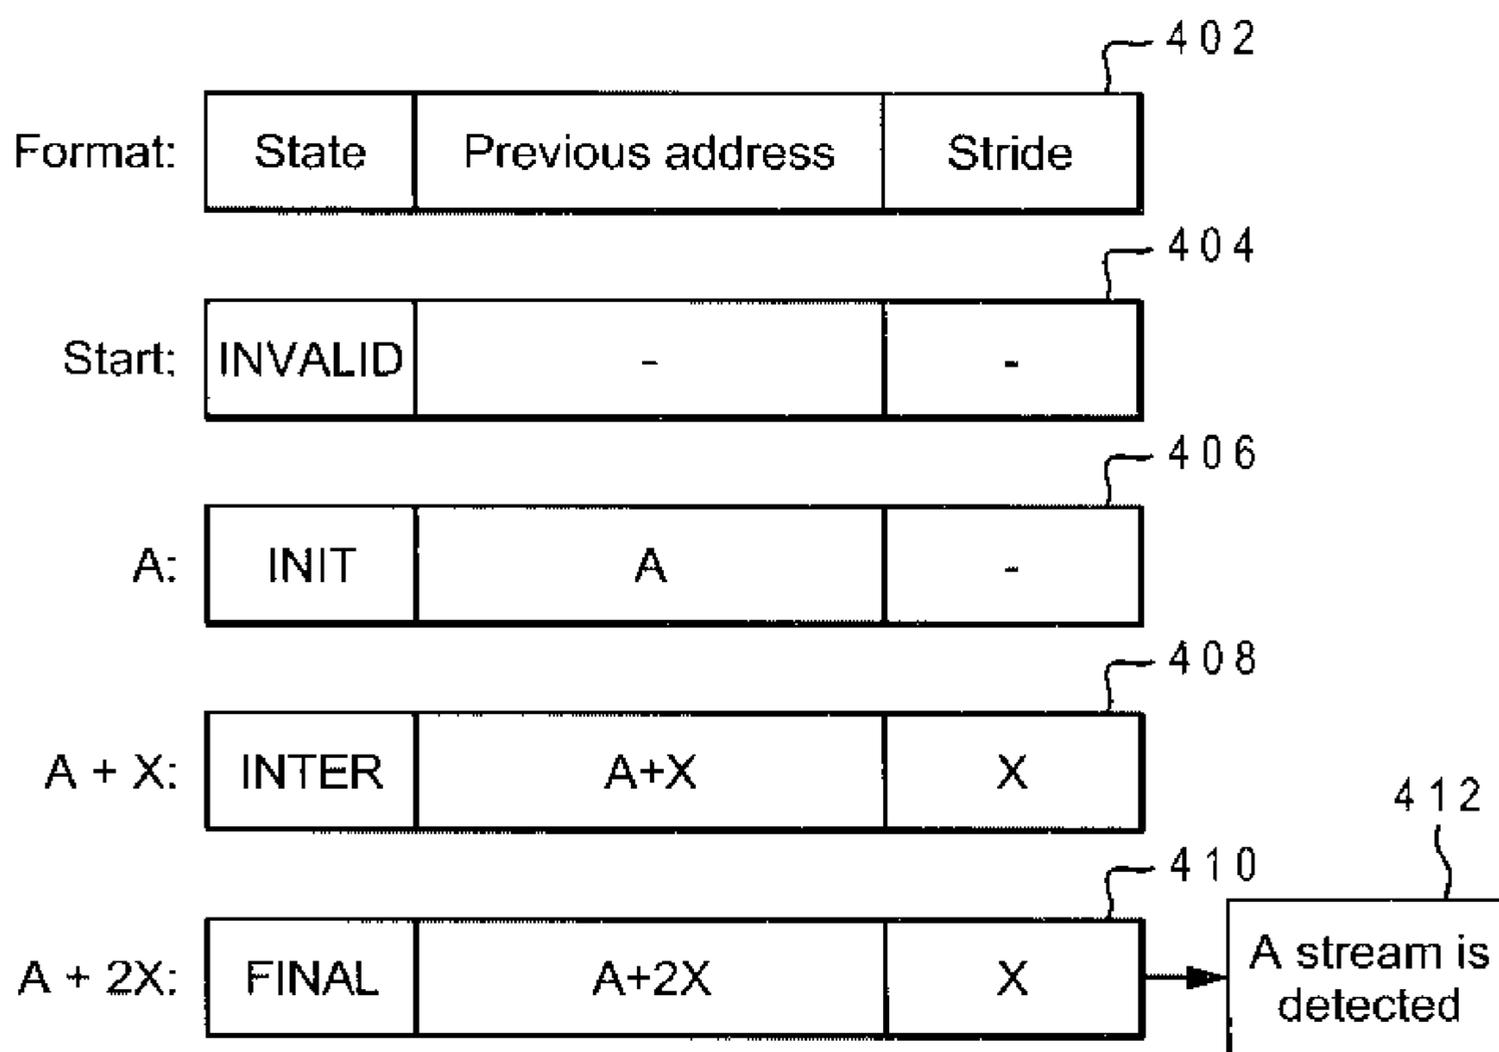 402
Format: State Previous address Stride
404
Start: INVALID - -
406
A: INIT A -
408
A + X: INTER A+X X
412
410
A + 2X: FINAL A+2X X
A stream is
detected